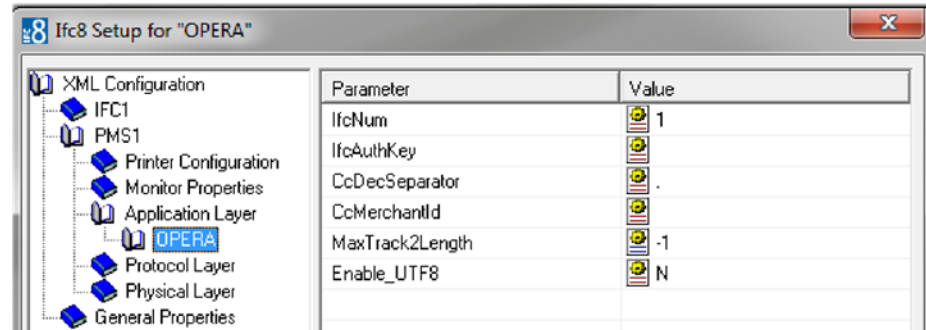 Ifc8 Setup for "OPERA"
XML Configuration
IFC1
PMS1
Printer Configuration
Monitor Properties
Application Layer
OPERA
Protocol Layer
Physical Layer
General Properties
Parameter Value
IfcNum 1
IfcAuthKey
CcDecSeparator .
CcMerchantId
MaxTrack2Length -1
Enable_UTF8 N